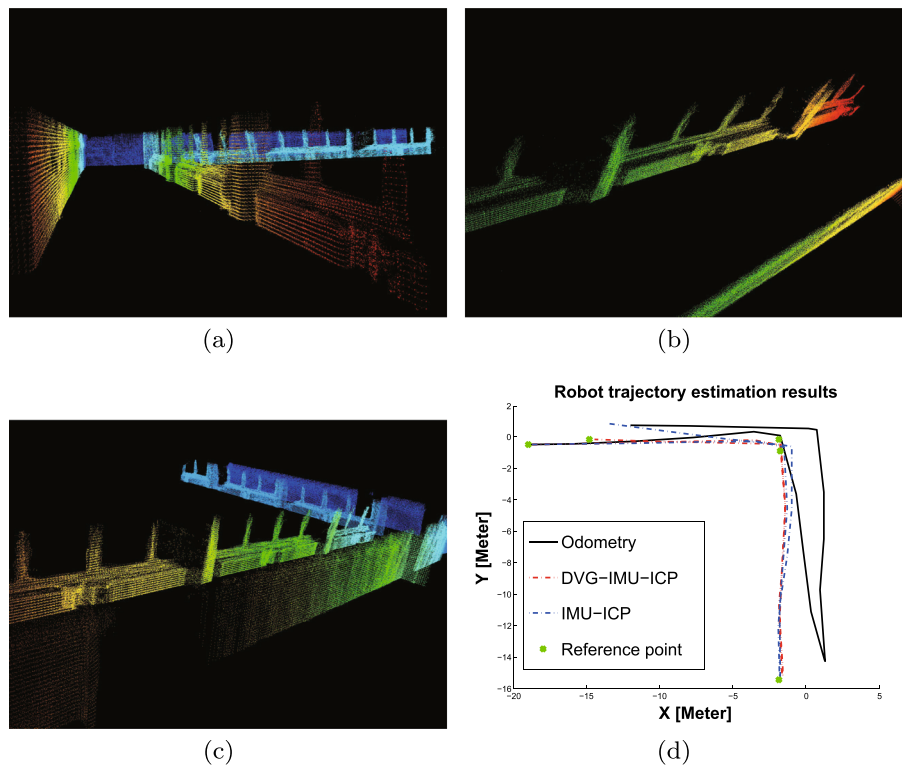 (a)
(b)
(c)
Robot trajectory estimation results
2
0
−2
−4
−6
−8
−10
−12
−14
−16
Y [Meter]
Odometry
DVG−IMU−ICP
IMU−ICP
Reference point
−20
−15
−10
−5
0
5
X [Meter]
(d)